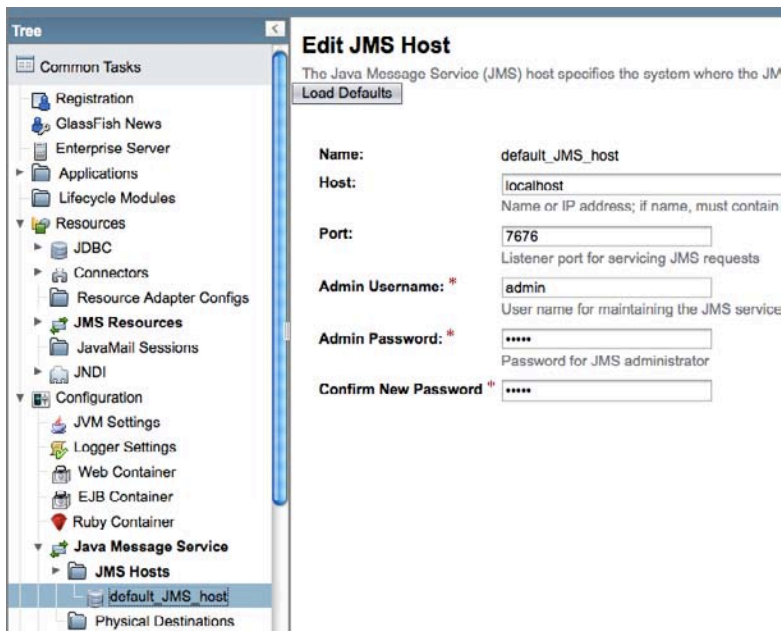 Tree
Common Tasks
Registration
GlassFish News
Enterprise Server
Applications
Lifecycle Modules
Resources
JDBC
Connectors
Resource Adapter Configs
JMS Resources
JavaMail Sessions
JNDI
Configuration
JVM Settings
Logger Settings
Web Container
EJB Container
Ruby Container
Java Message Service
JMS Hosts
default_JMS_host
Physical Destinations
Edit JMS Host
The Java Message Service (JMS) host specifies the system where the JM
Load Defaults
Name: default_JMS_host
Host: localhost
Name or IP address; if name, must contain
Port: 7676
Listener port for servicing JMS requests
Admin Username: * admin
User name for maintaining the JMS service
Admin Password: * •••••
Password for JMS administrator
Confirm New Password * •••••